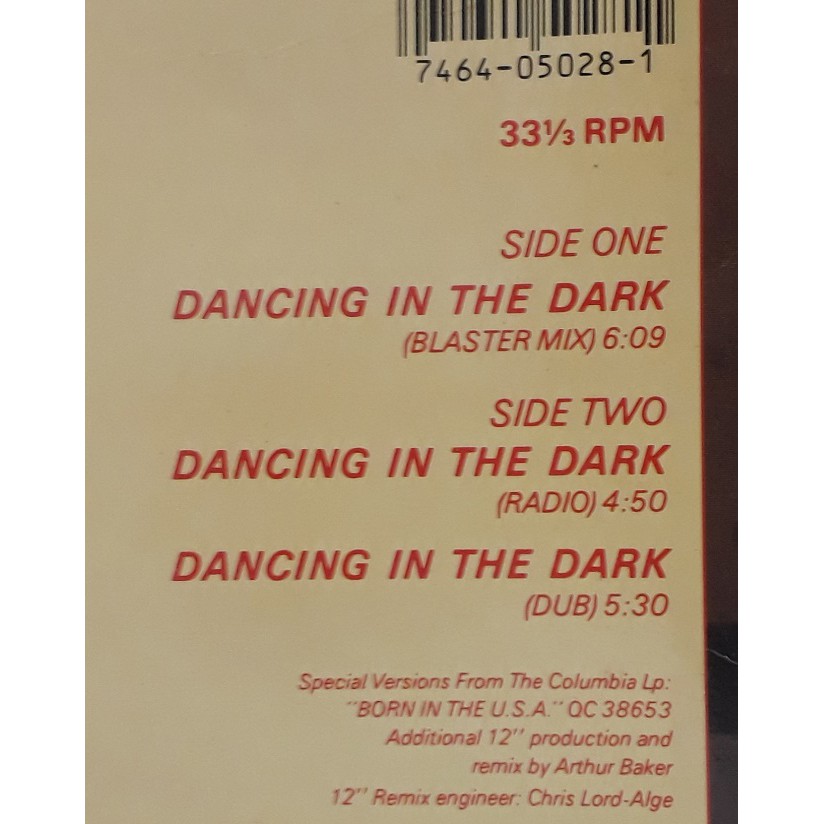 7464-05028-1
33⅓ RPM
SIDE ONE
DANCING IN THE DARK
(BLASTER MIX) 6:09
SIDE TWO
DANCING IN THE DARK
(RADIO) 4:50
DANCING IN THE DARK
(DUB) 5:30
Special Versions From The Columbia Lp:
"BORN IN THE U.S.A." QC 38653
Additional 12" production and
remix by Arthur Baker
12" Remix engineer: Chris Lord-Alge